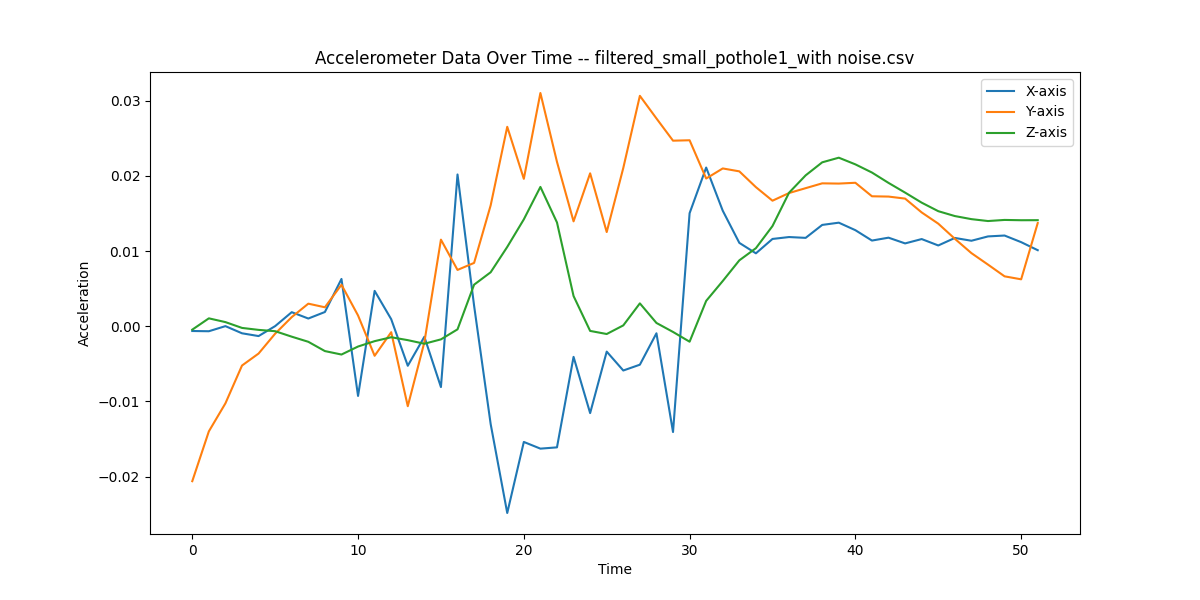 Accelerometer Data Over Time -- filtered_small_pothole1_with noise.csv
X-axis
Y-axis
Z-axis
Acceleration
0.03
0.02
0.01
0.00
−0.01
−0.02
0
10
20
30
40
50
Time